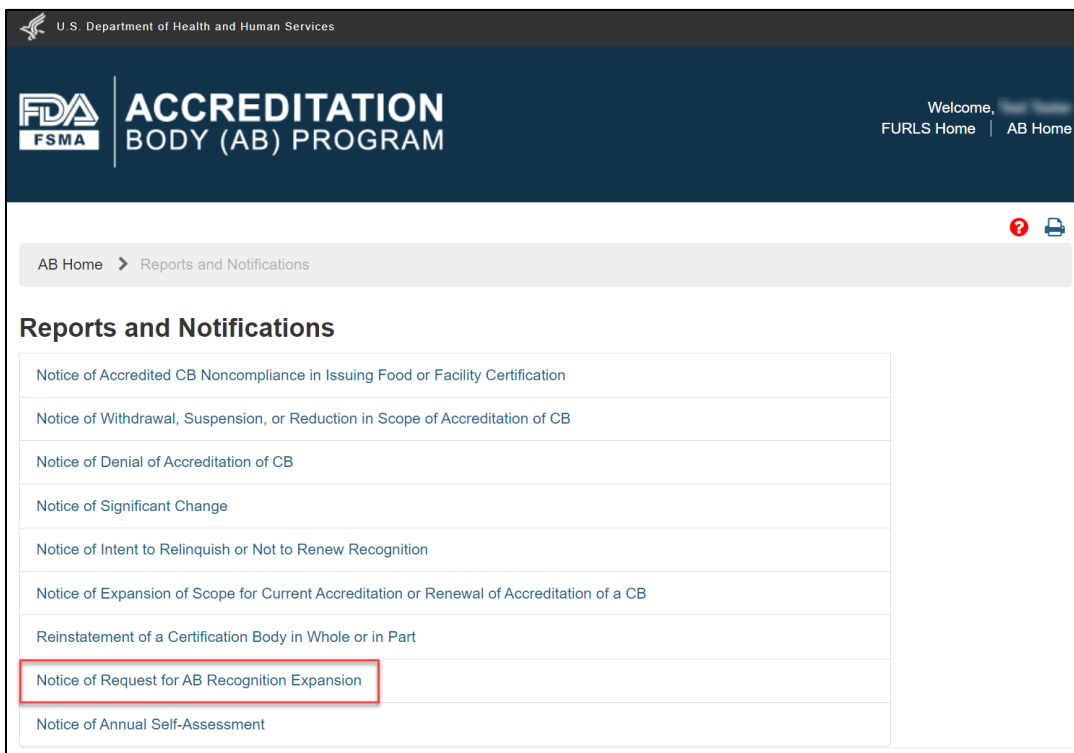 U.S. Department of Health and Human Services
FDA
FSMA
ACCREDITATION
BODY (AB) PROGRAM
Welcome,
FURLS Home | AB Home
AB Home > Reports and Notifications
Reports and Notifications
Notice of Accredited CB Noncompliance in Issuing Food or Facility Certification
Notice of Withdrawal, Suspension, or Reduction in Scope of Accreditation of CB
Notice of Denial of Accreditation of CB
Notice of Significant Change
Notice of Intent to Relinquish or Not to Renew Recognition
Notice of Expansion of Scope for Current Accreditation or Renewal of Accreditation of a CB
Reinstatement of a Certification Body in Whole or in Part
Notice of Request for AB Recognition Expansion
Notice of Annual Self-Assessment